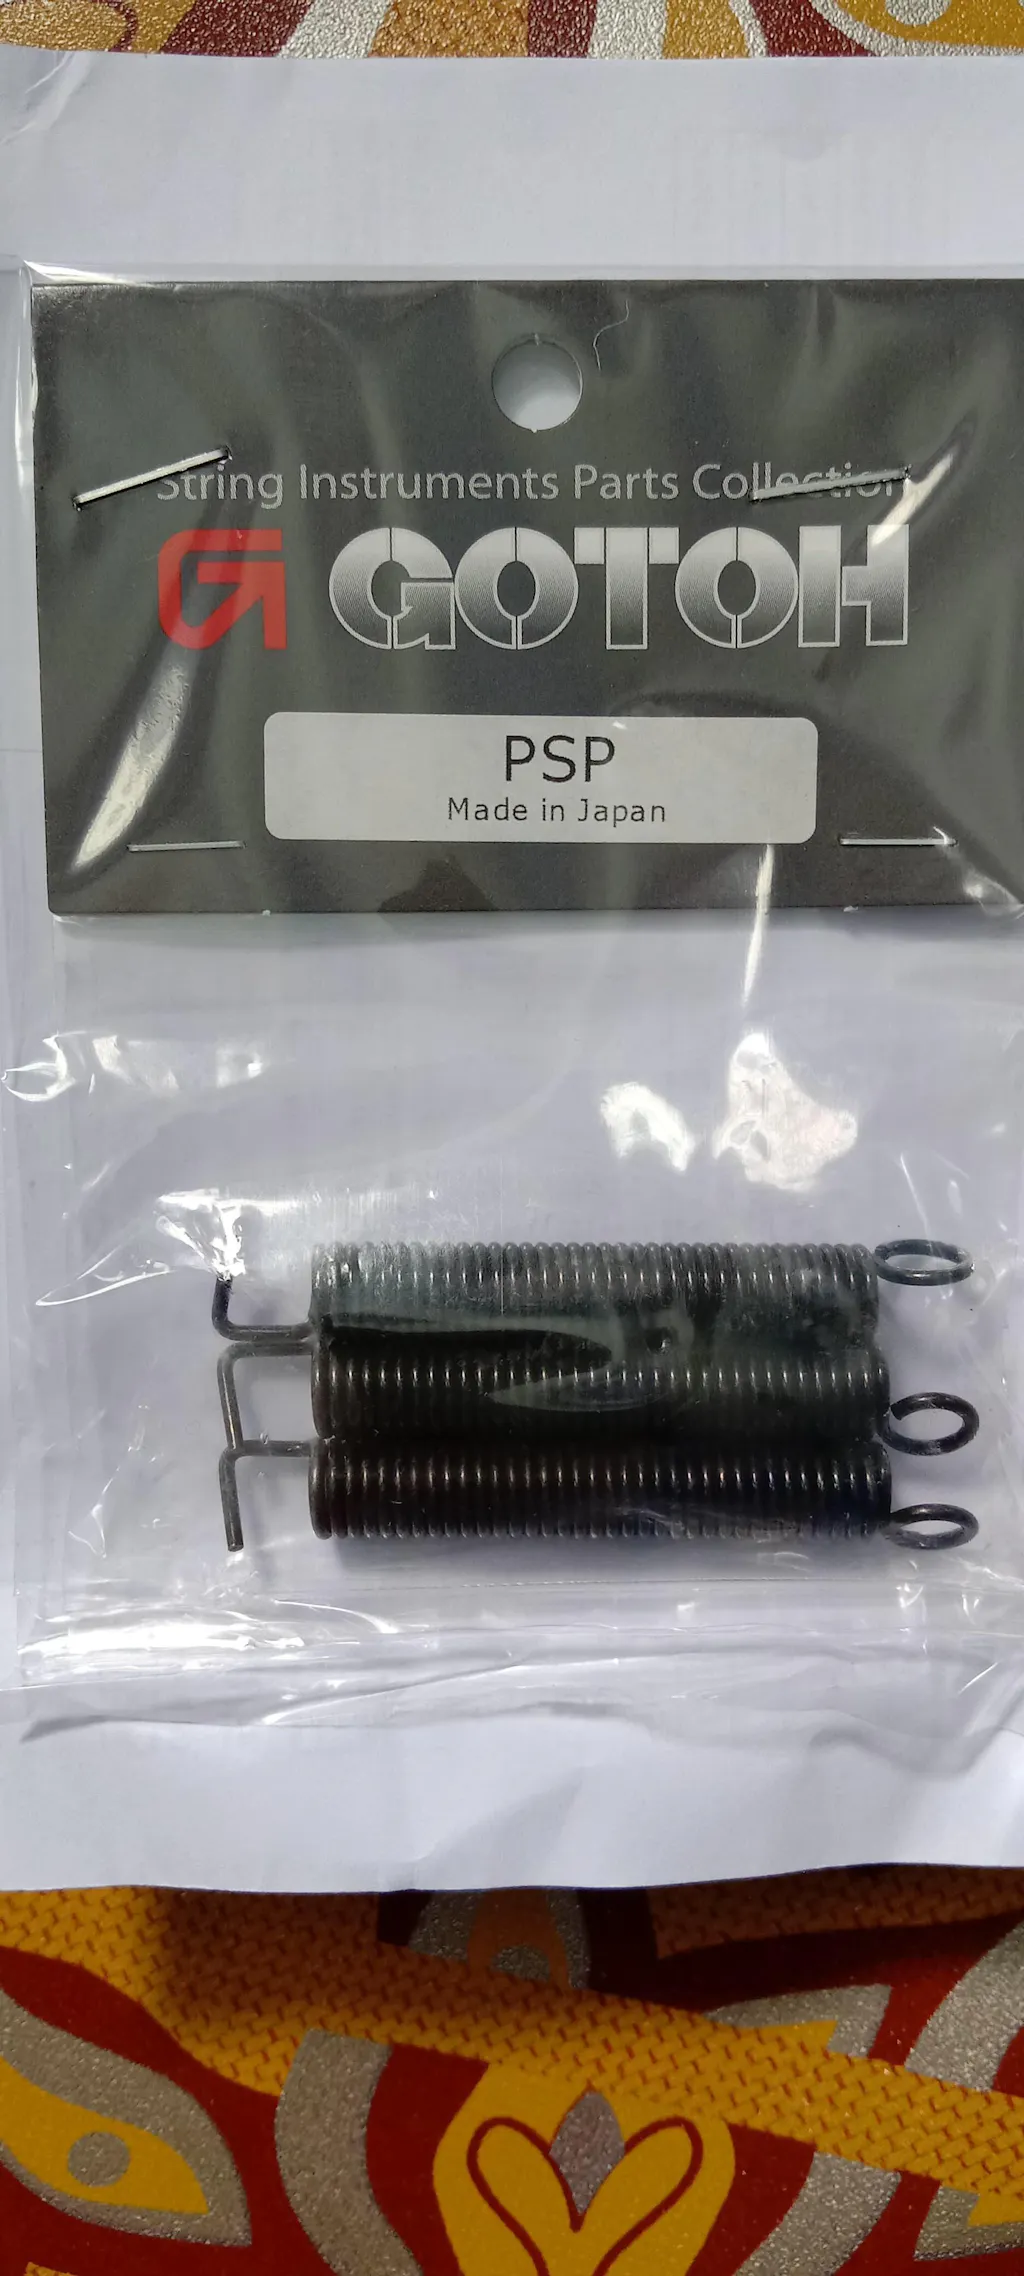 String Instruments Parts Collection
GOTOH
PSP
Made in Japan